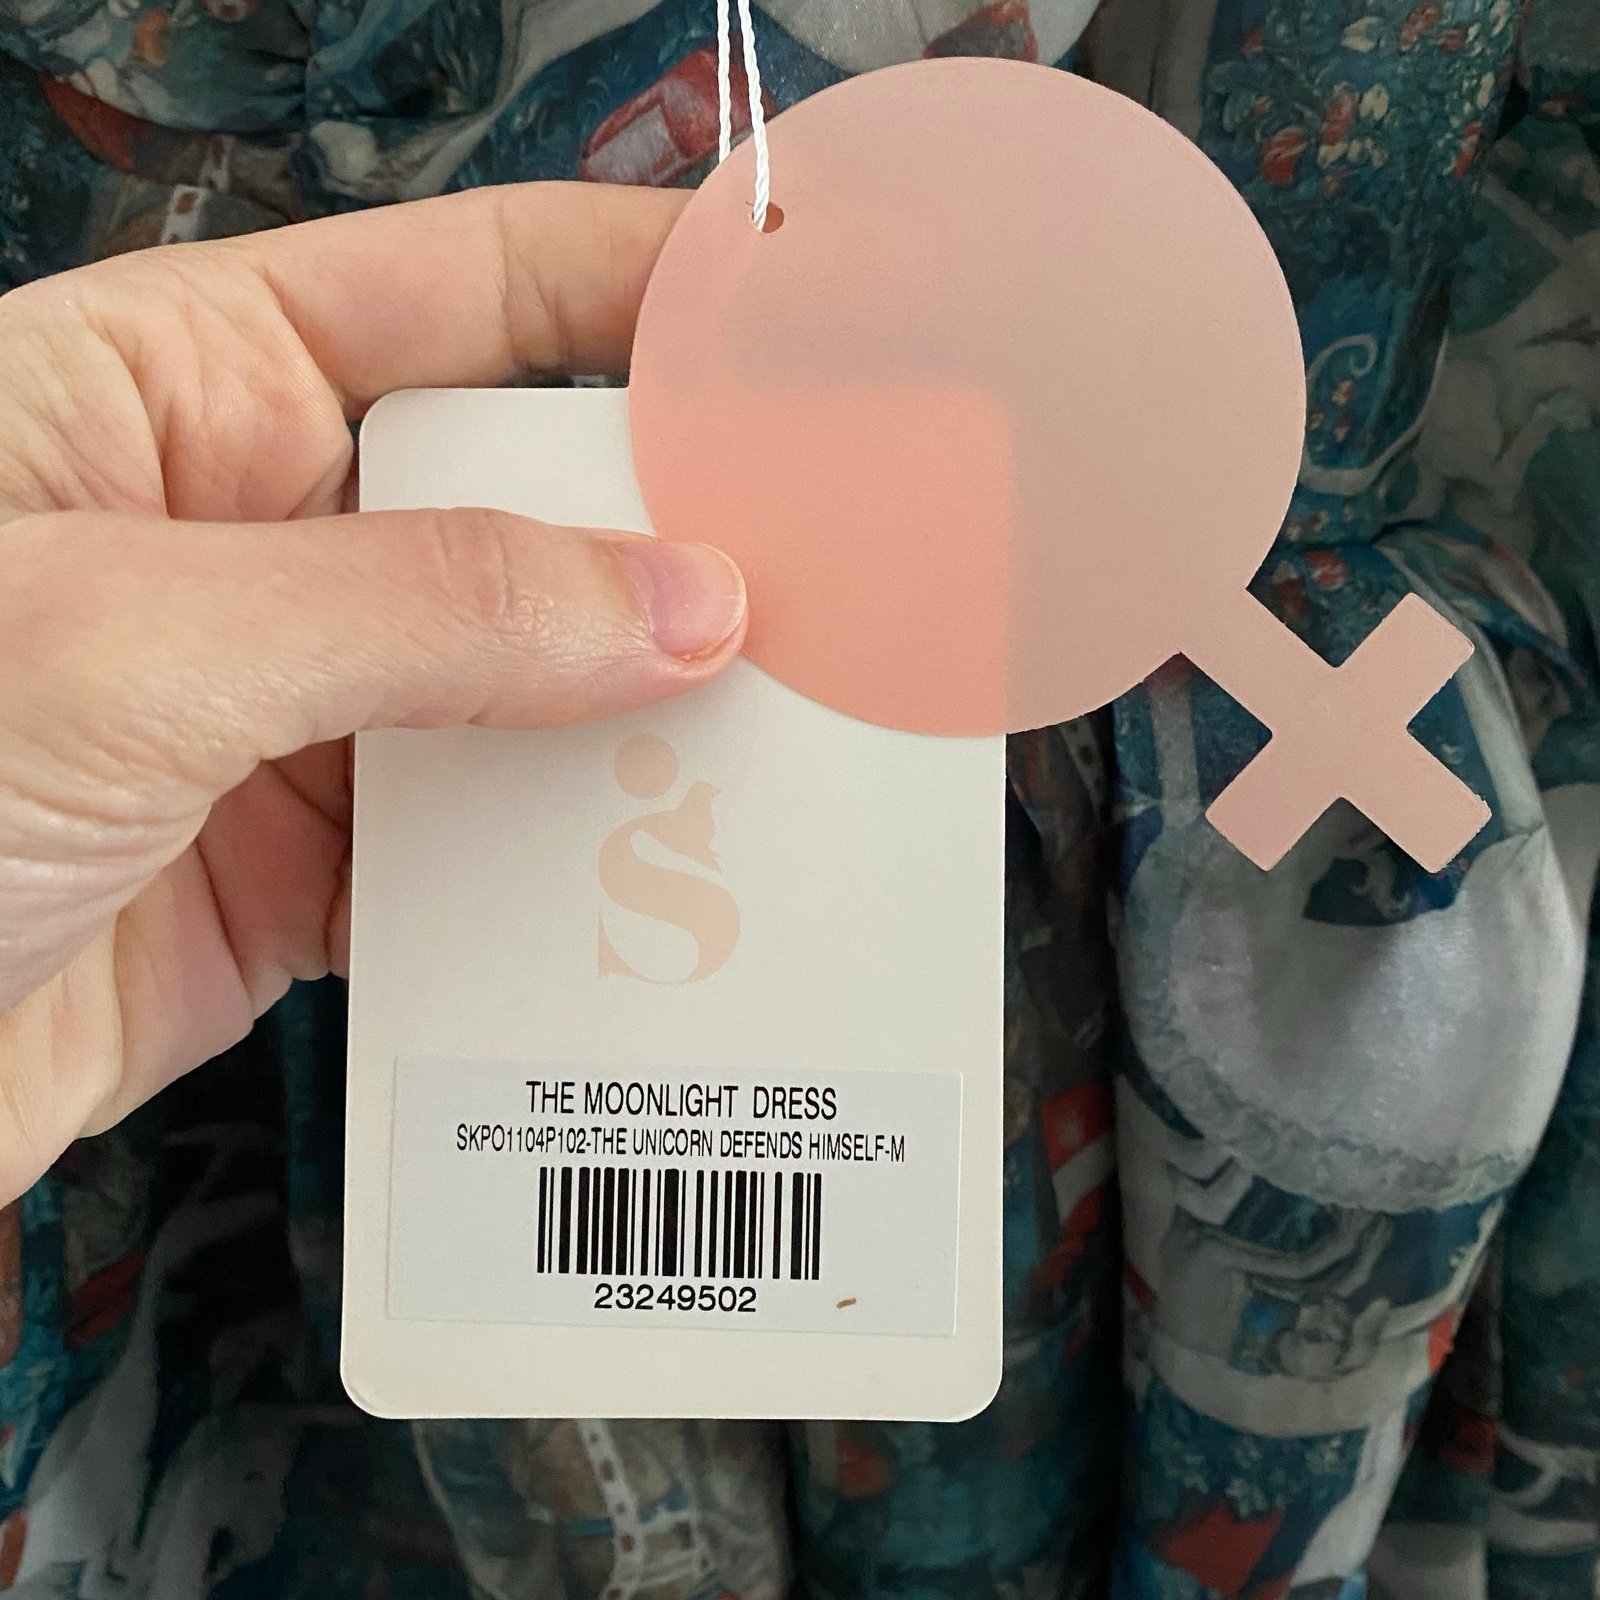 S
THE MOONLIGHT DRESS
SKPO1104P102-THE UNICORN DEFENDS HIMSELF-M
23249502